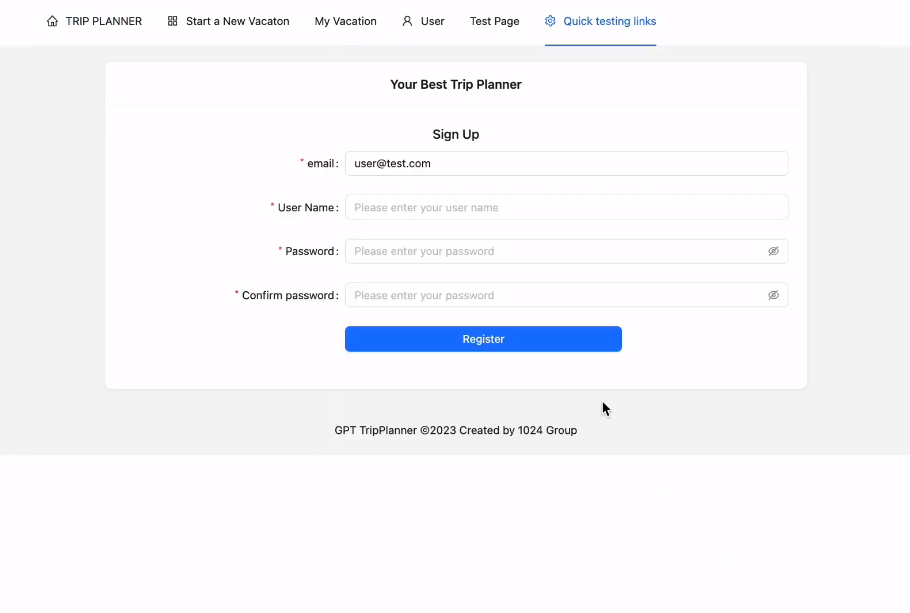 TRIP PLANNER Start a New Vacaton My Vacation User Test Page Quick testing links
Your Best Trip Planner
Sign Up
* email: user@test.com
* User Name: Please enter your user name
* Password: Please enter your password
* Confirm password: Please enter your password
Register
GPT TripPlanner ©2023 Created by 1024 Group